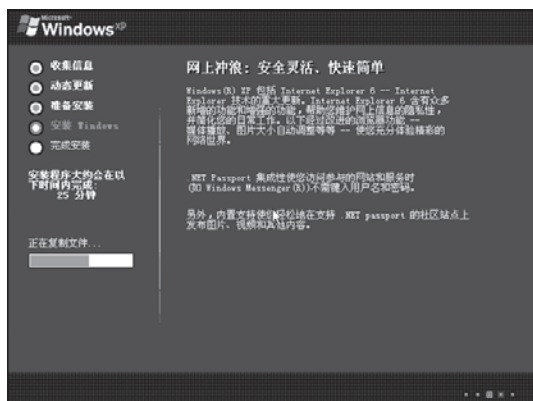 Microsoft
Windows XP
收集信息
动态更新
准备安装
安装 Windows
完成安装
安装程序大约会在以
下时间内完成:
25 分钟
正在复制文件...
网上冲浪: 安全灵活、快速简单
Windows(R) XP 包括 Internet Explorer 6 -- Internet
Explorer 技术的重大更新。Internet Explorer 6 含有众多
新增的功能和增强的功能，帮助您维护网上信息的隐私性，
并简化您的日常工作。以下经过改进的浏览器功能 --
媒体播放、图片大小自动调整等等 -- 使您充分体验精彩的
网络世界。
.NET Passport 集成性使您访问参与的网站和服务时
(如 Windows Messenger(R))不需键入用户名和密码。
另外，内置支持使您轻松地在支持 .NET passport 的社区站点上
发布图片、视频和其他内容。